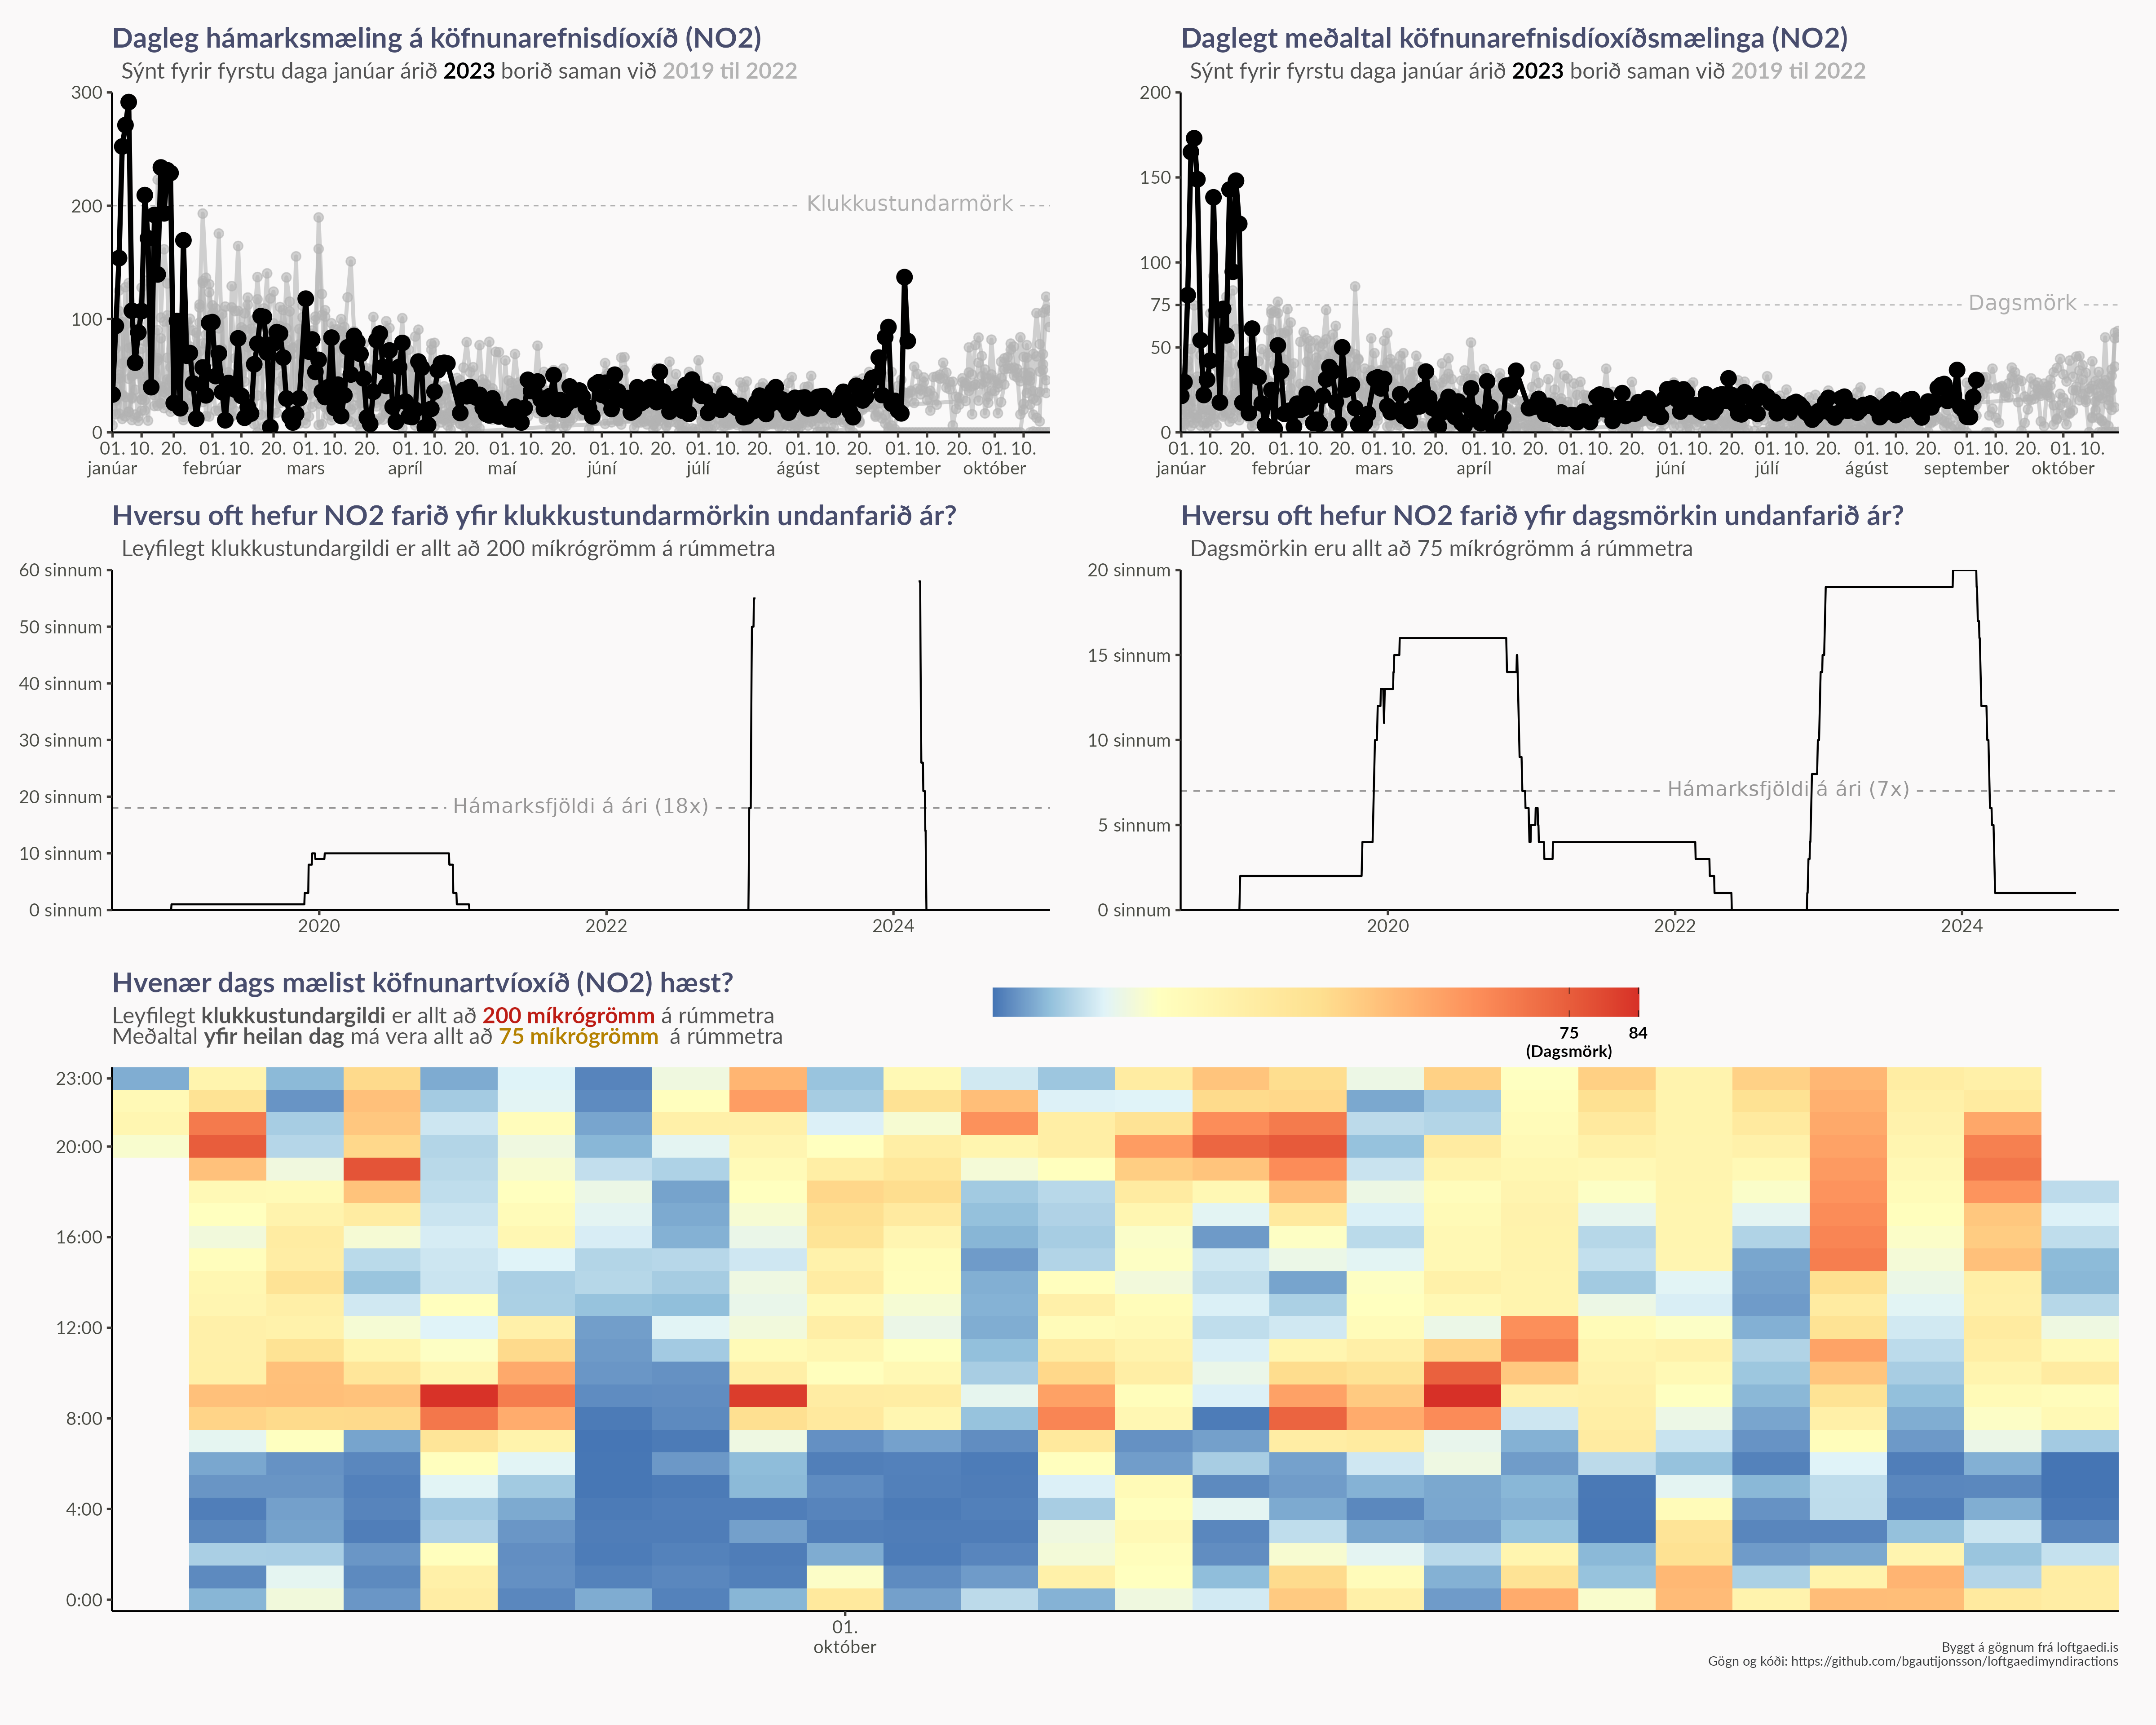 Dagleg hámarksmæling á köfnunarefnisdíoxíð (NO2)
Sýnt fyrir fyrstu daga janúar árið 2023 borið saman við 2019 til 2022
300
200
100
0
Klukkustundarmörk
01. 10. 20. 01. 10. 20. 01. 10. 20. 01. 10. 20. 01. 10. 20. 01. 10. 20. 01. 10. 20. 01. 10. 20. 01. 10. 20. 01. 10.
janúar febrúar mars apríl maí júní júlí ágúst september október
Daglegt meðaltal köfnunarefnisdíoxíðsmælinga (NO2)
Sýnt fyrir fyrstu daga janúar árið 2023 borið saman við 2019 til 2022
200
150
100
75
50
0
Dagsmörk
01. 10. 20. 01. 10. 20. 01. 10. 20. 01. 10. 20. 01. 10. 20. 01. 10. 20. 01. 10. 20. 01. 10. 20. 01. 10. 20. 01. 10.
janúar febrúar mars apríl maí júní júlí ágúst september október
Hversu oft hefur NO2 farið yfir klukkustundarmörkin undanfarið ár?
Leyfilegt klukkustundargildi er allt að 200 míkrógrömm á rúmmetra
60 sinnum
50 sinnum
40 sinnum
30 sinnum
20 sinnum
10 sinnum
0 sinnum
Hámarksfjöldi á ári (18x)
2020 2022 2024
Hversu oft hefur NO2 farið yfir dagsmörkin undanfarið ár?
Dagsmörkin eru allt að 75 míkrógrömm á rúmmetra
20 sinnum
15 sinnum
10 sinnum
5 sinnum
0 sinnum
Hámarksfjöldi á ári (7x)
2020 2022 2024
Hvenær dags mælist köfnunartvíoxíð (NO2) hæst?
Leyfilegt klukkustundargildi er allt að 200 míkrógrömm á rúmmetra
Meðaltal yfir heilan dag má vera allt að 75 míkrógrömm á rúmmetra
75 84
(Dagsmörk)
23:00
20:00
16:00
12:00
8:00
4:00
0:00
01.
október
Byggt á gögnum frá loftgaedi.is
Gögn og kóði: https://github.com/bgautijonsson/loftgaedimyndiractions